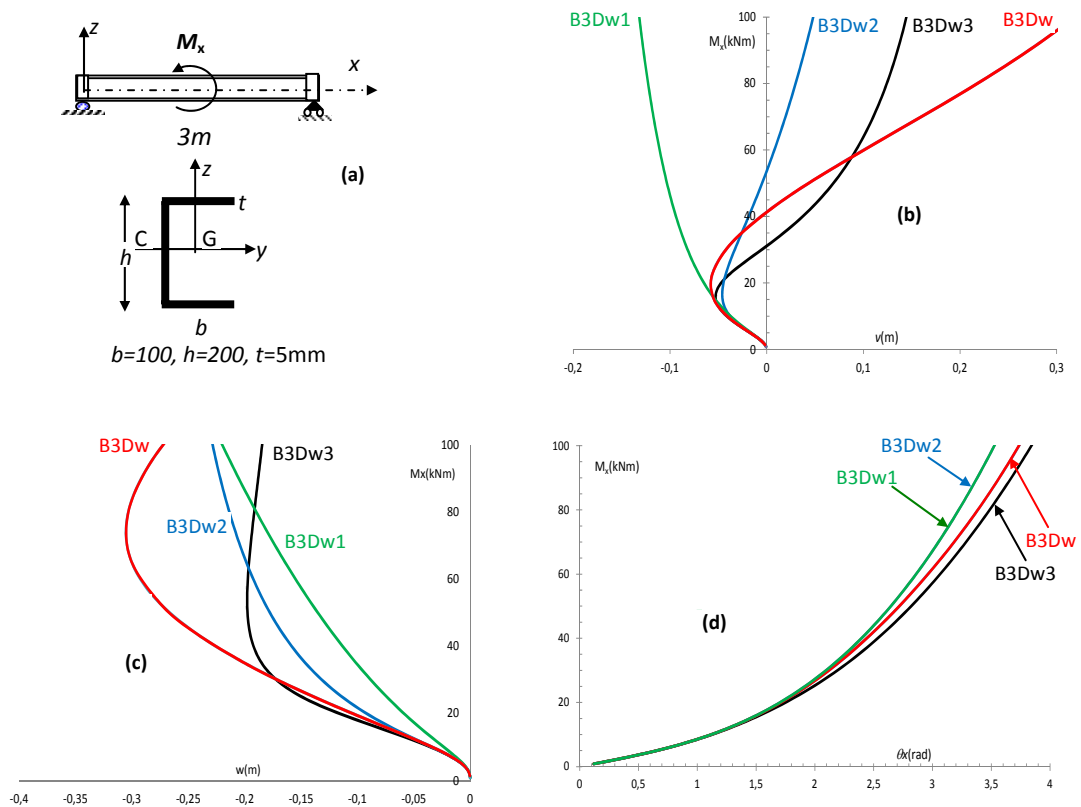 z
Mx
x
3m
z
(a)
t
C
G
h
y
b
b=100, h=200, t=5mm
B3Dw1
B3Dw2
B3Dw3
B3Dw
Mx(kNm)
100
80
60
40
20
0
(b)
v(m)
-0,2
-0,1
0
0,1
0,2
0,3
B3Dw
B3Dw3
B3Dw2
B3Dw1
Mx(kNm)
100
80
60
40
20
0
(c)
w(m)
-0,4
-0,35
-0,3
-0,25
-0,2
-0,15
-0,1
-0,05
0
B3Dw2
B3Dw1
B3Dw
B3Dw3
Mx(kNm)
100
80
60
40
20
0
(d)
θx(rad)
0
0,5
1
1,5
2
2,5
3
3,5
4